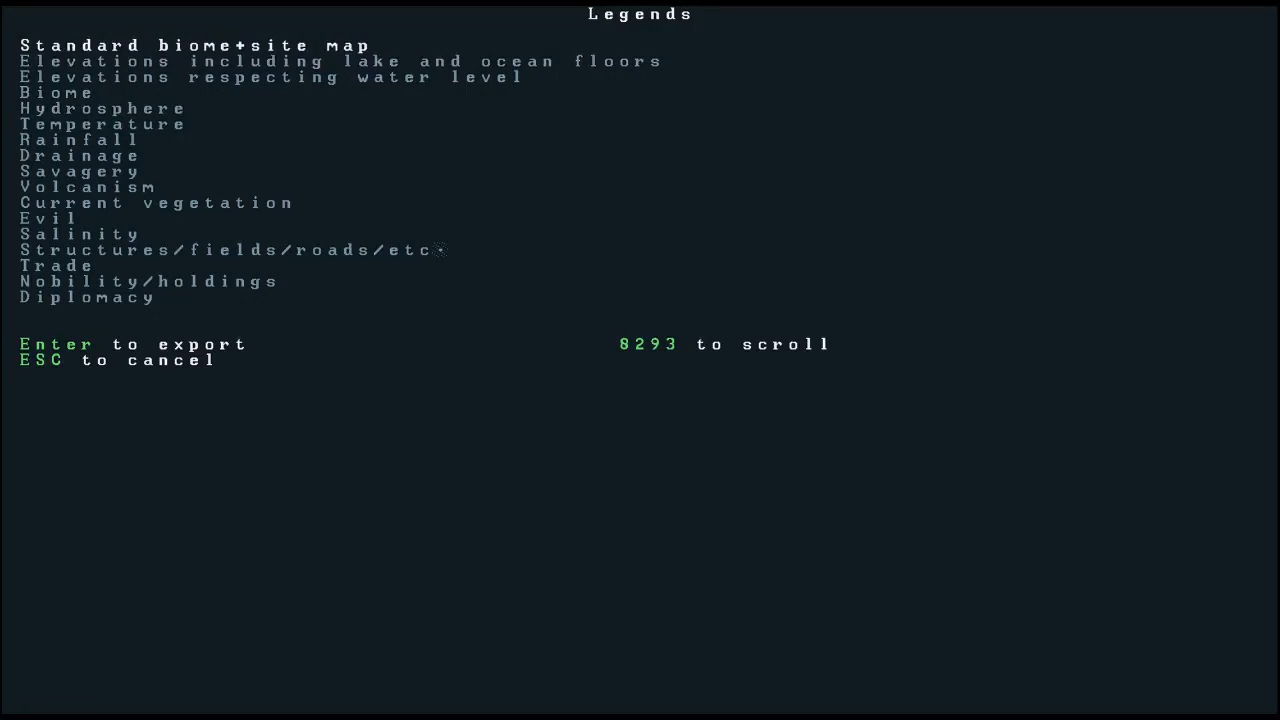 Legends
Standard biome+site map
Elevations including lake and ocean floors
Elevations respecting water level
Biome
Hydrosphere
Temperature
Rainfall
Drainage
Savagery
Volcanism
Current vegetation
Evil
Salinity
Structures/fields/roads/etc.
Trade
Nobility/holdings
Diplomacy
Enter to export
8293 to scroll
ESC to cancel